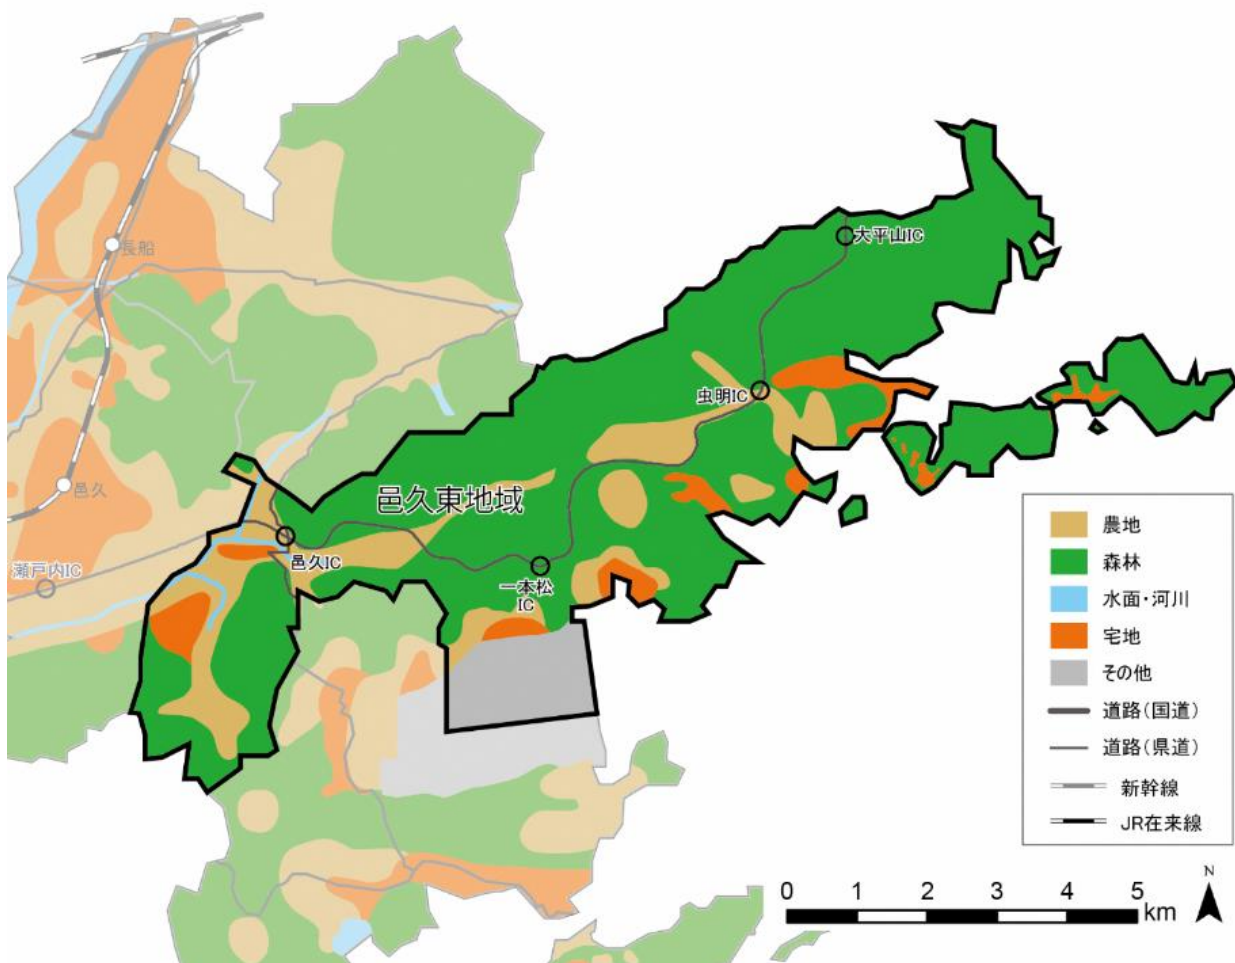 大平山IC
長船
虫明IC
邑久東地域
邑久
邑久IC
瀬戸内IC
一本松
IC
農地
森林
水面・河川
宅地
その他
道路(国道)
道路(県道)
新幹線
JR在来線
N
0 1 2 3 4 5
km